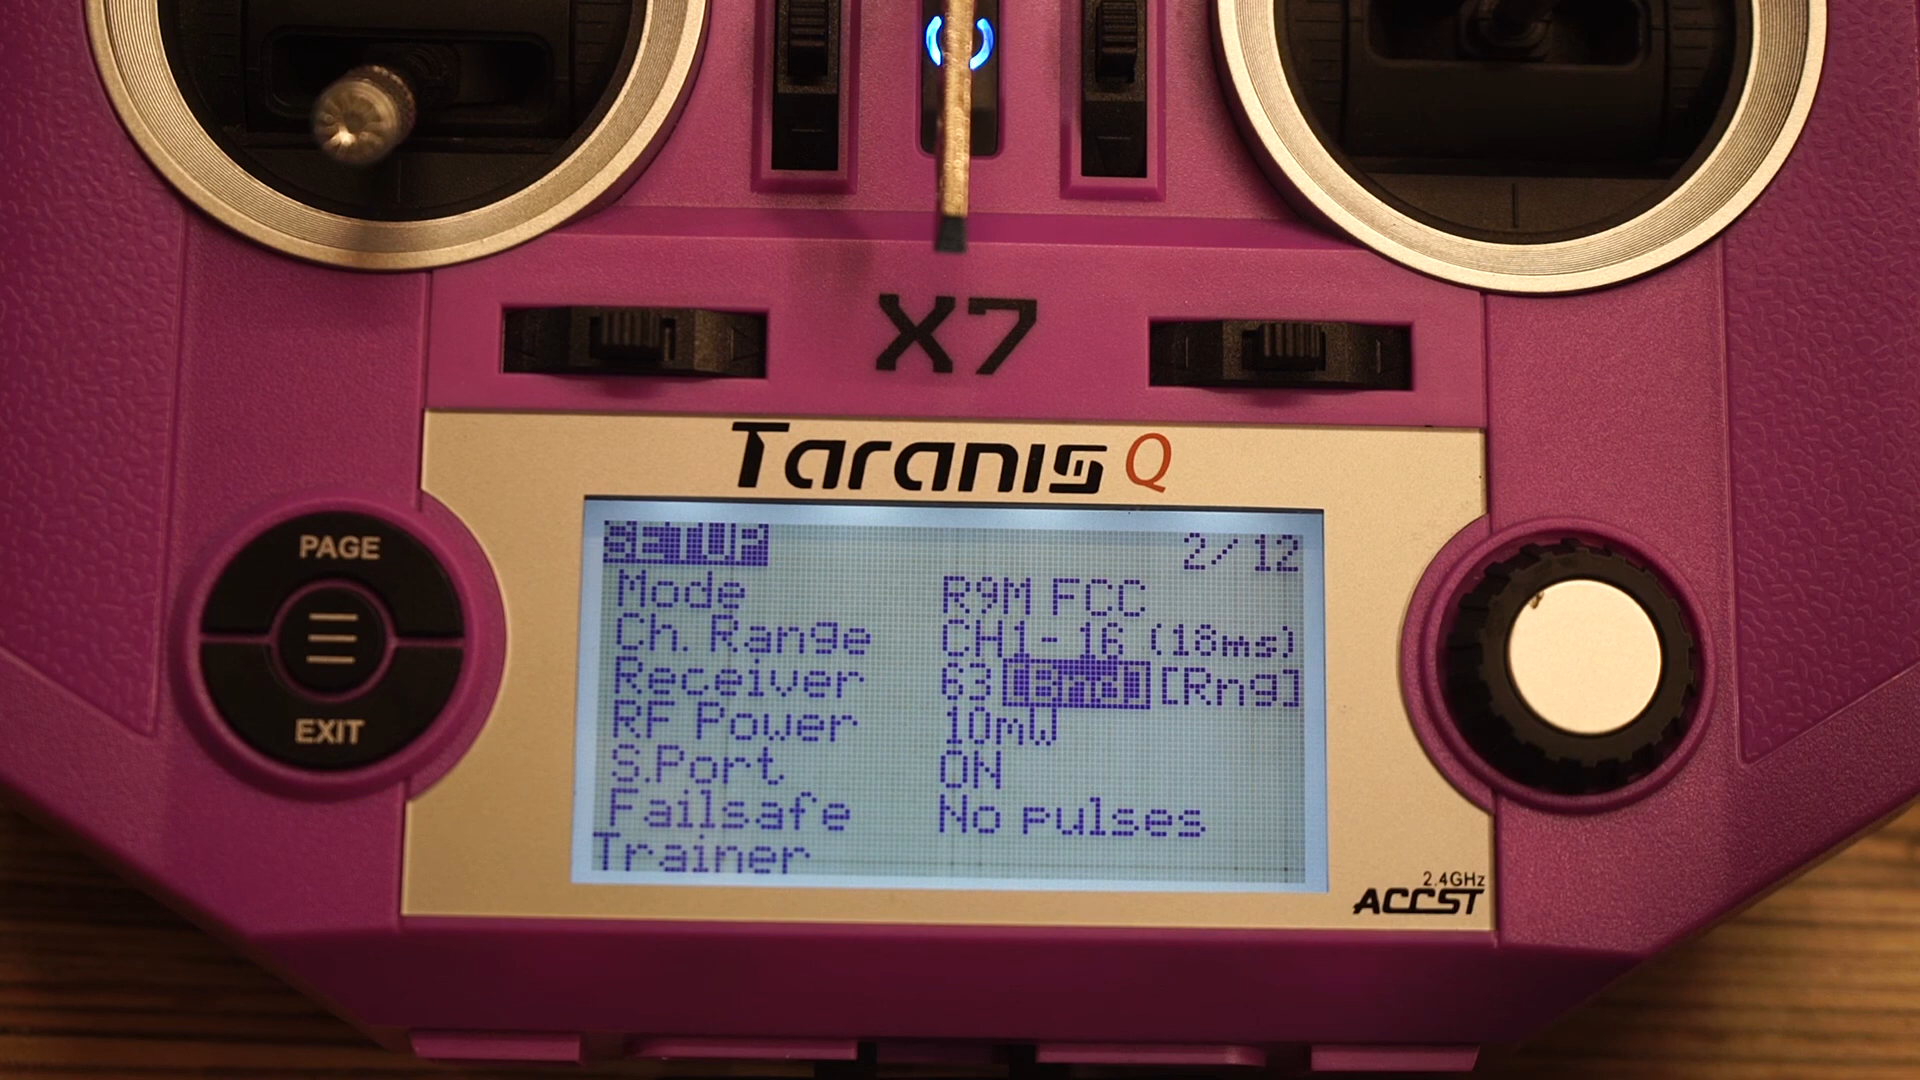 X7
Taranis Q
PAGE
EXIT
SETUP 2/12
Mode R9M FCC
Ch. Range CH1-16 (18ms)
Receiver 63 [Bnd] [Rng]
RF Power 10mW
S.Port ON
Failsafe No pulses
Trainer
2.4GHz
ACCST